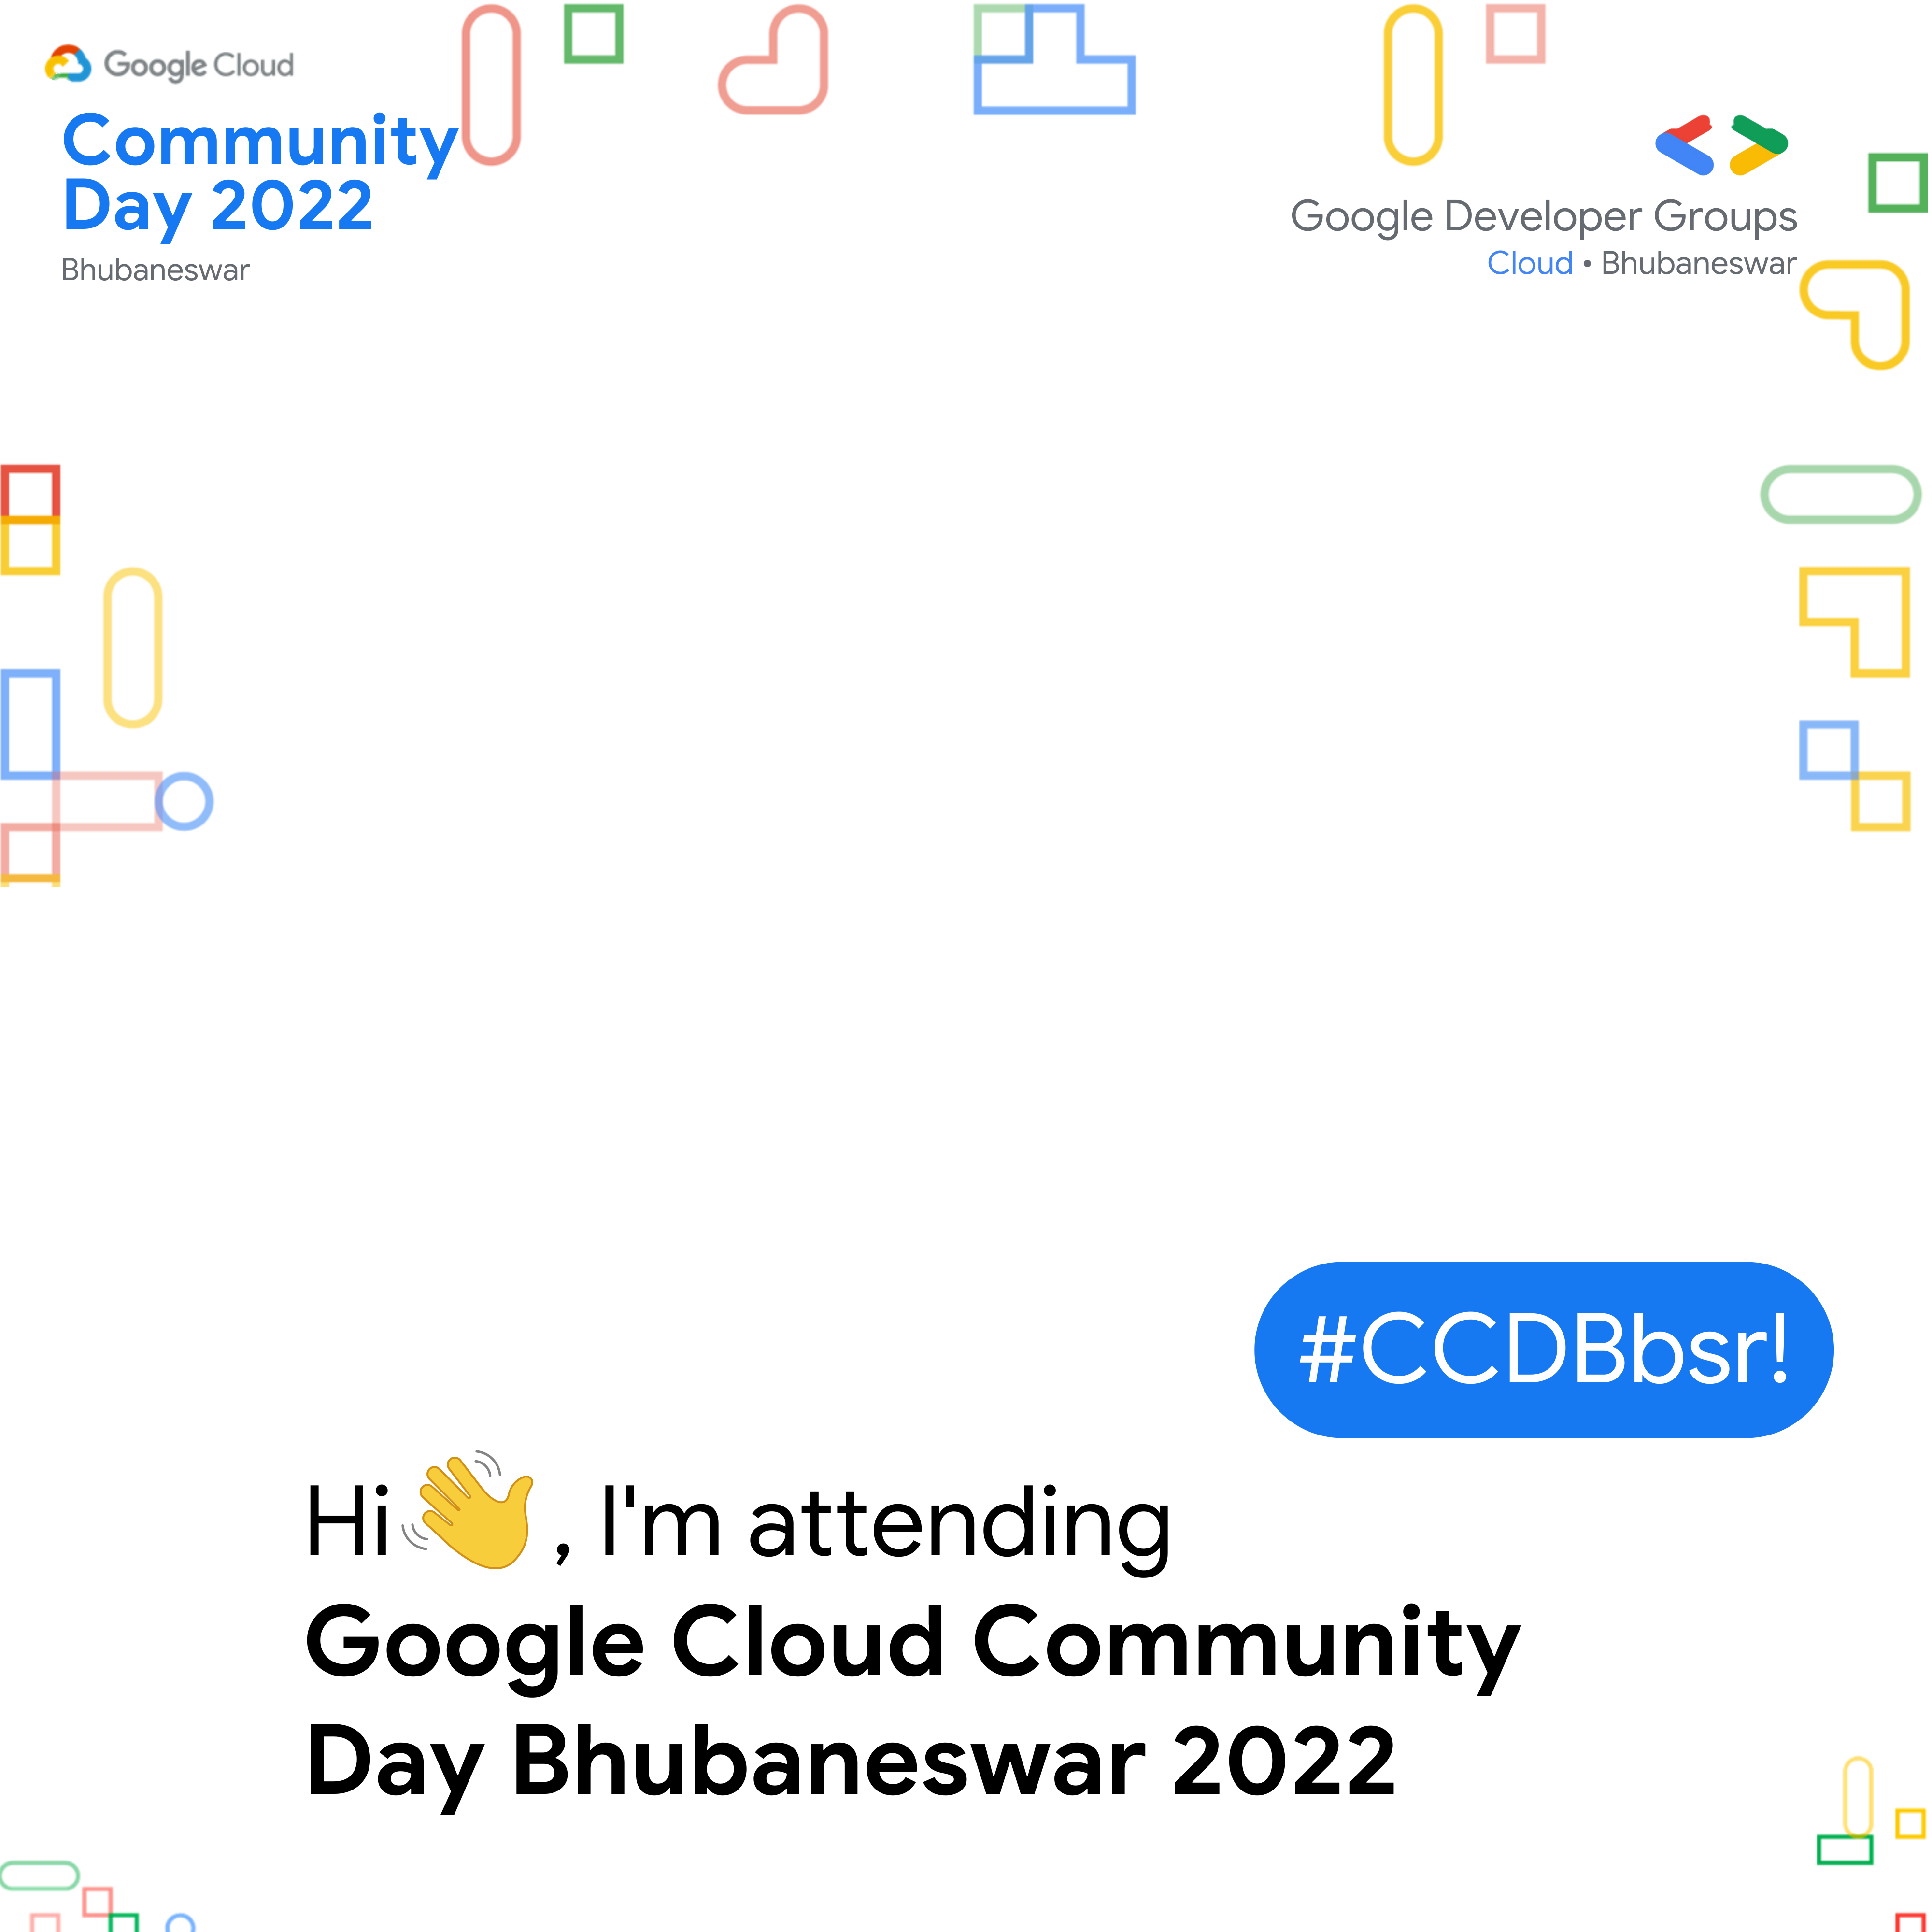 Google Cloud
Community
Day 2022
Bhubaneswar
Google Developer Groups
Cloud • Bhubaneswar
#CCDBbsr!
Hi 👋, I'm attending
Google Cloud Community
Day Bhubaneswar 2022